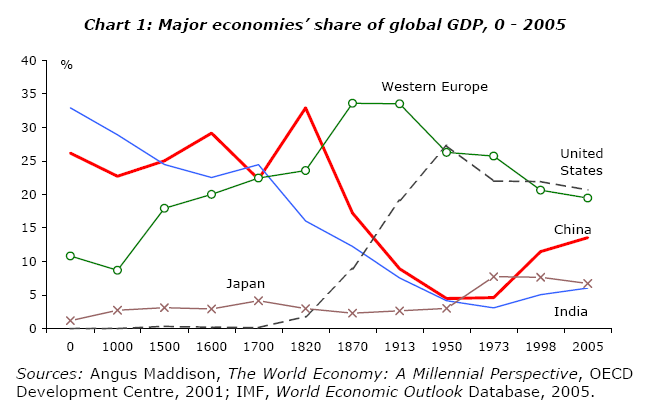 Chart 1: Major economies’ share of global GDP, 0 - 2005
40
%
Western Europe
35
30
United
States
25
20
15
China
10
Japan
5
India
0
0 1000 1500 1600 1700 1820 1870 1913 1950 1973 1998 2005
Sources: Angus Maddison, The World Economy: A Millennial Perspective, OECD
Development Centre, 2001; IMF, World Economic Outlook Database, 2005.